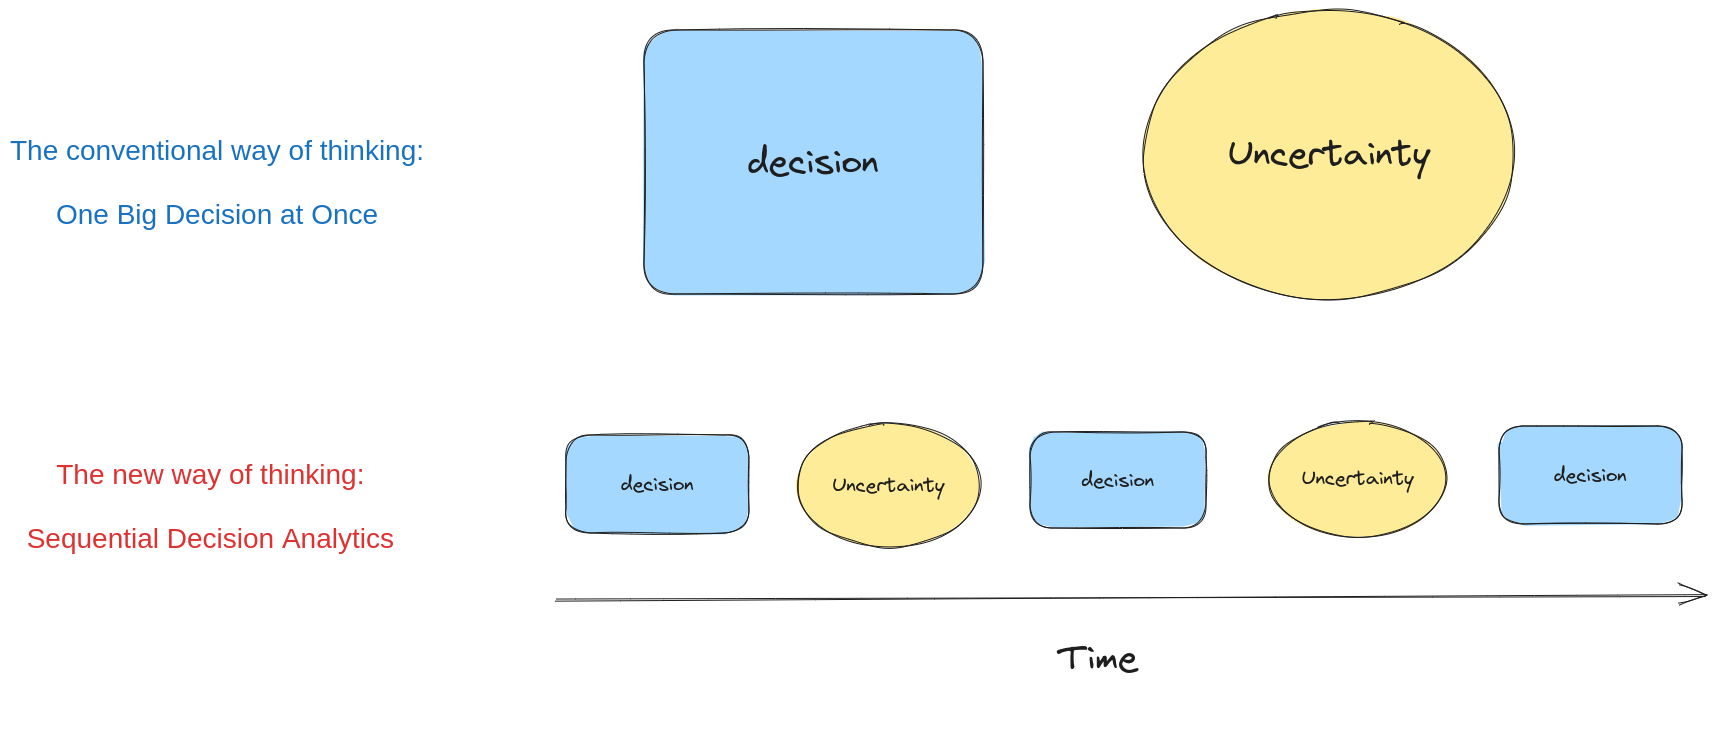 The conventional way of thinking:
One Big Decision at Once
decision
Uncertainty
The new way of thinking:
Sequential Decision Analytics
decision
Uncertainty
decision
Uncertainty
decision
Time